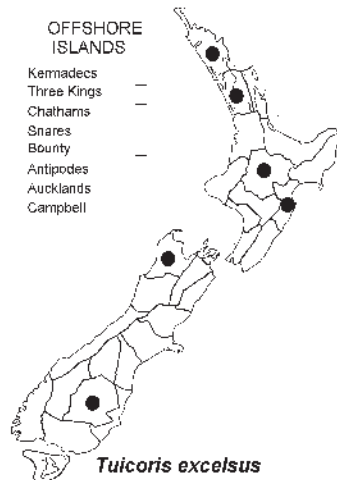 OFFSHORE
ISLANDS
Kermadecs
Three Kings
Chathams
Snares
Bounty
Antipodes
Aucklands
Campbell
Tuicoris excelsus